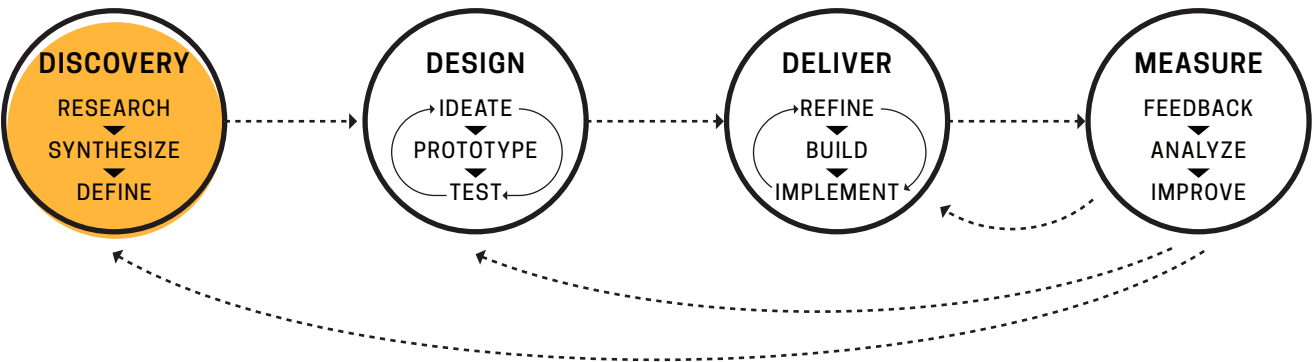 DISCOVERY
RESEARCH
SYNTHESIZE
DEFINE
DESIGN
IDEATE
PROTOTYPE
TEST
DELIVER
REFINE
BUILD
IMPLEMENT
MEASURE
FEEDBACK
ANALYZE
IMPROVE